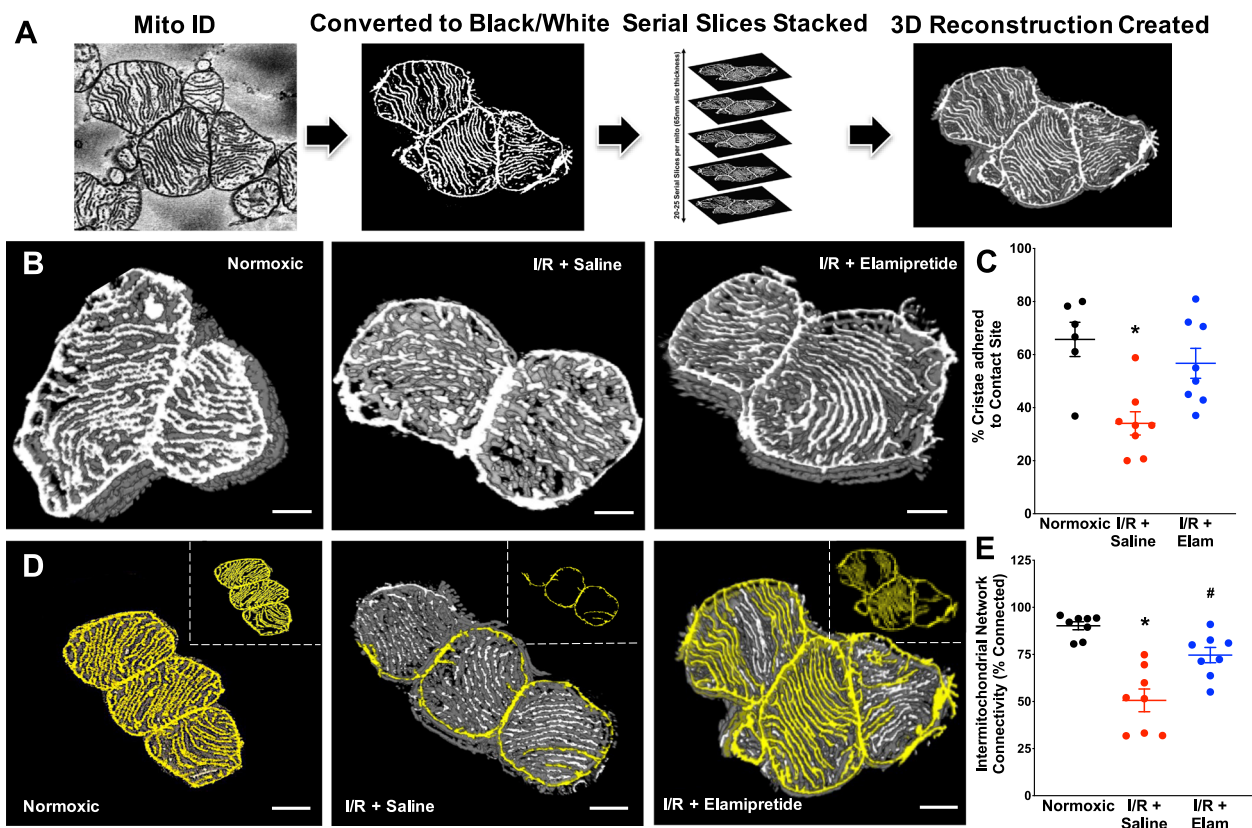 A
Mito ID
Converted to Black/White
Serial Slices Stacked
3D Reconstruction Created
20-25 Serial Slices per mito (65nm slice thickness)
B
Normoxic
I/R + Saline
I/R + Elamipretide
C
% Cristae adhered
to Contact Site
100
80
60
40
20
0
*
Normoxic
I/R +
Saline
I/R +
Elam
D
Normoxic
I/R + Saline
I/R + Elamipretide
E
Intermitochondrial Network
Connectivity (% Connected)
125
100
75
50
25
0
*
#
Normoxic
I/R +
Saline
I/R +
Elam